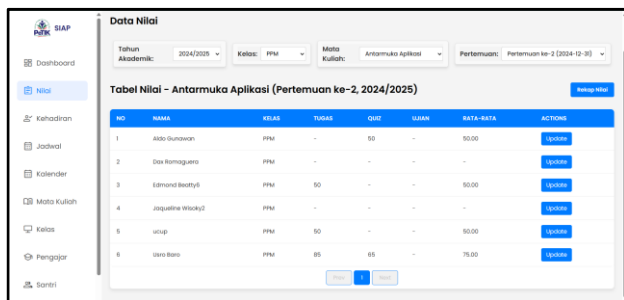 PeTIK SIAP
Dashboard
Nilai
Kehadiran
Jadwal
Kalender
Mata Kuliah
Kelas
Pengajar
Santri
Data Nilai
Tahun Akademik: 2024/2025 Kelas: PPM Mata Kuliah: Antarmuka Aplikasi Pertemuan: Pertemuan ke-2 (2024-12-31)
Tabel Nilai - Antarmuka Aplikasi (Pertemuan ke-2, 2024/2025) Rekap Nilai
NO NAMA KELAS TUGAS QUIZ UJIAN RATA-RATA ACTIONS
1 Aldo Gunawan PPM - 50 - 50.00 Update
2 Dax Romaguera PPM - - - - Update
3 Edmond Beatty6 PPM 50 - - 50.00 Update
4 Jaqueline Wisoky2 PPM - - - - Update
5 ucup PPM 50 - - 50.00 Update
6 Usro Baro PPM 85 65 - 75.00 Update
Prev 1 Next